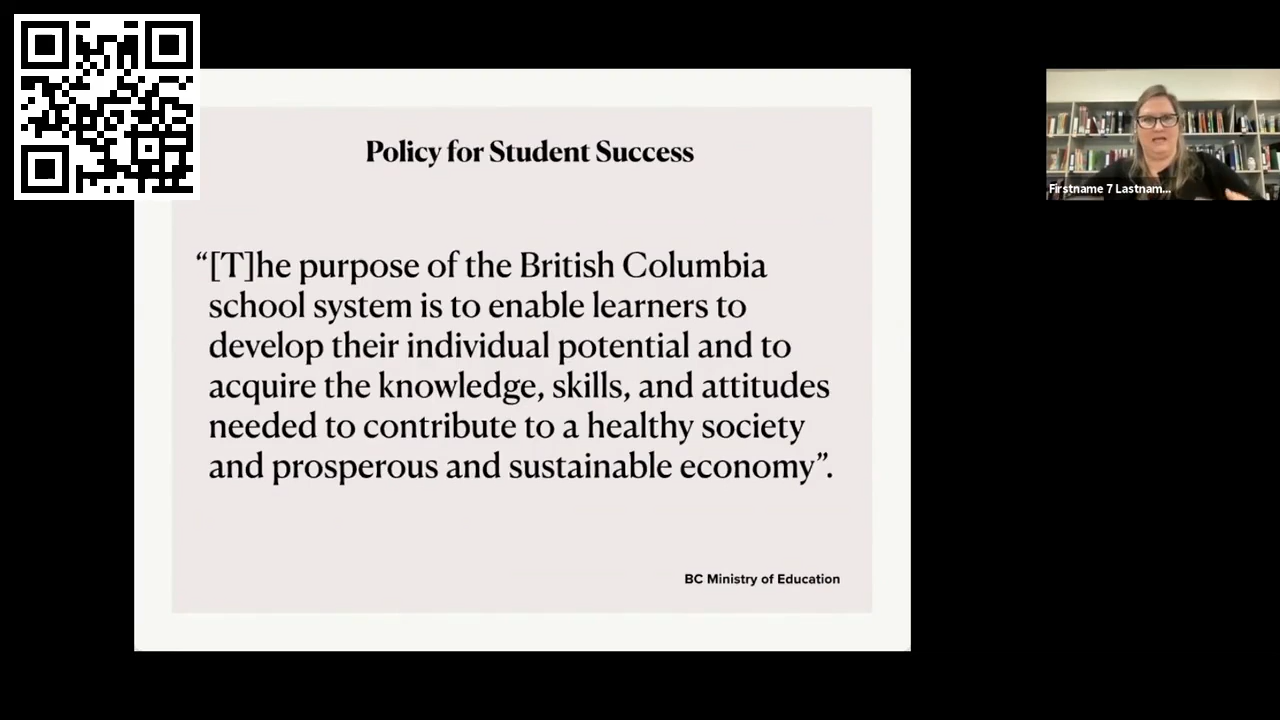 Policy for Student Success
“[T]he purpose of the British Columbia
school system is to enable learners to
develop their individual potential and to
acquire the knowledge, skills, and attitudes
needed to contribute to a healthy society
and prosperous and sustainable economy”.
BC Ministry of Education
Firstname 7 Lastnam...